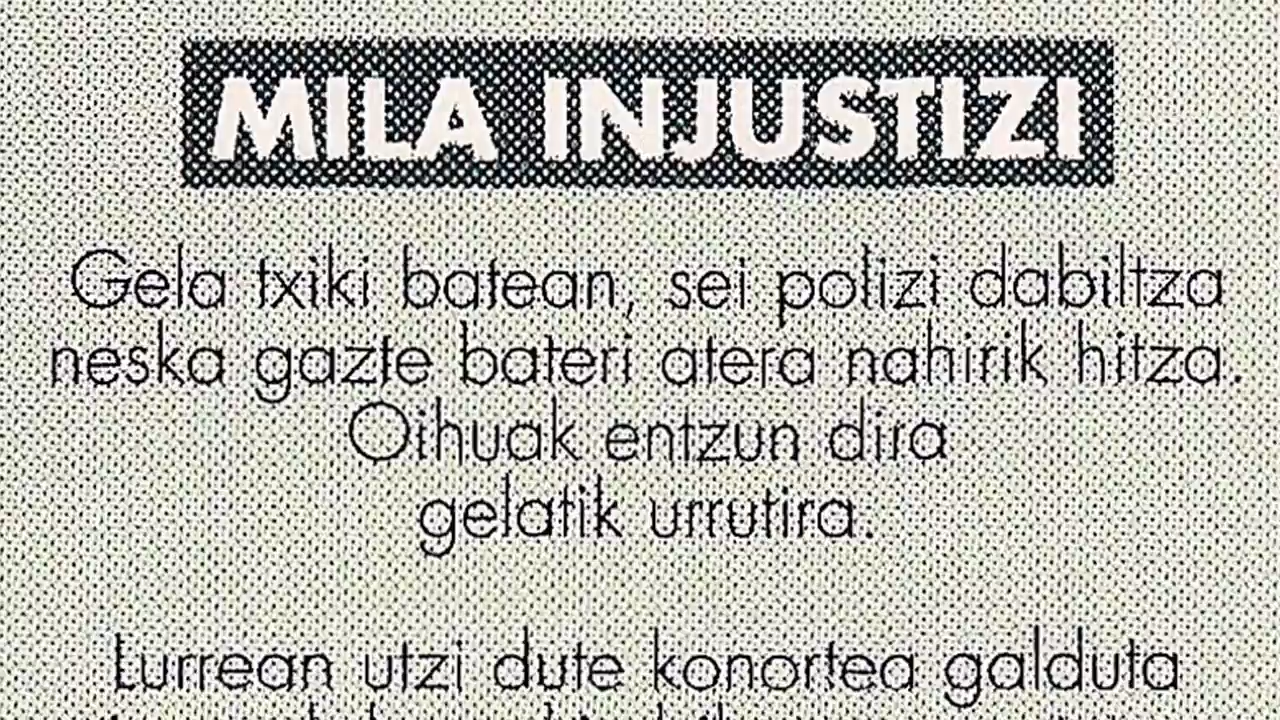 MILA INJUSTIZI
Gela txiki batean, sei polizi dabiltza
neska gazte bateri atera nahirik hitza.
Oihuak entzun dira
gelatik urrutira.
Lurrean utzi dute konortea galduta